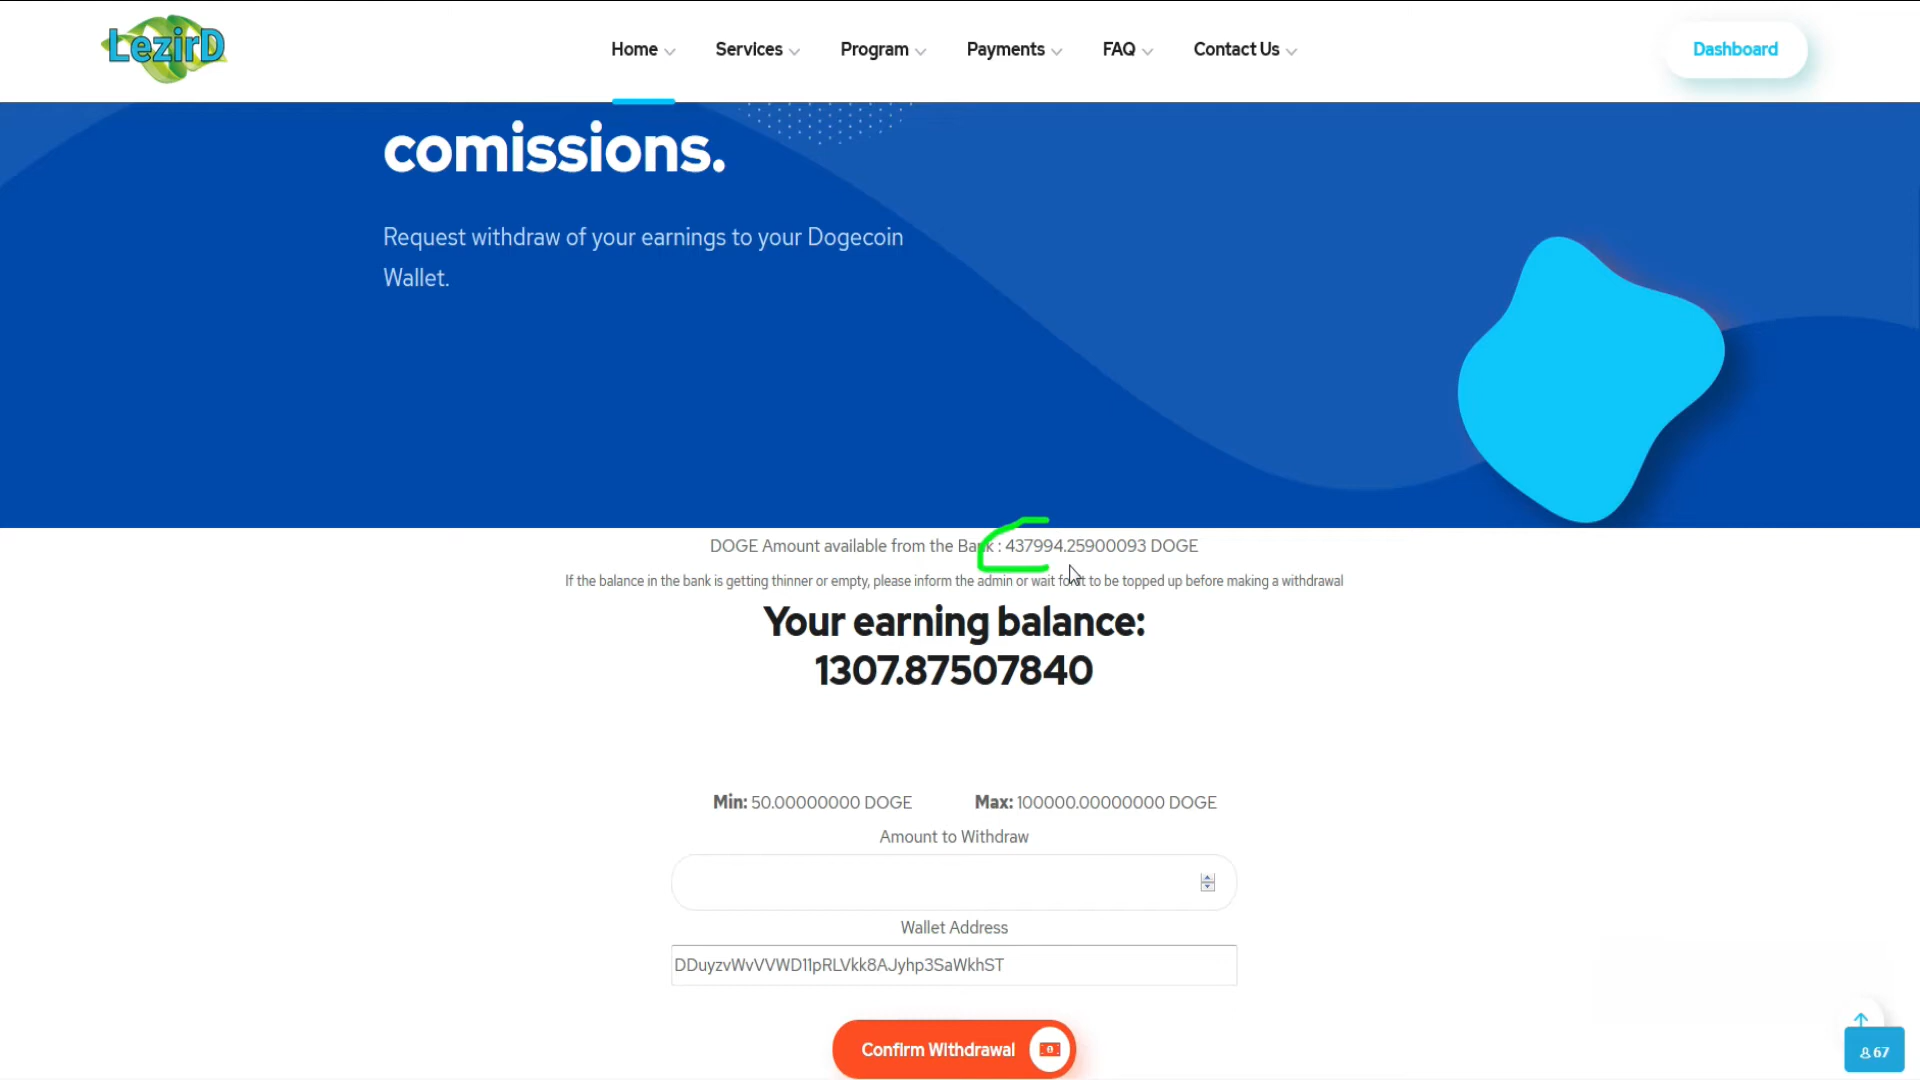 LezirD
Home Services Program Payments FAQ Contact Us
Dashboard
comissions.
Request withdraw of your earnings to your Dogecoin
Wallet.
DOGE Amount available from the Bank : 437994.25900093 DOGE
If the balance in the bank is getting thinner or empty, please inform the admin or wait for it to be topped up before making a withdrawal
Your earning balance:
1307.87507840
Min: 50.00000000 DOGE Max: 100000.00000000 DOGE
Amount to Withdraw
Wallet Address
DDuyzvWvVVWD11pRLVkk8AJyhp3SaWkhST
Confirm Withdrawal
67